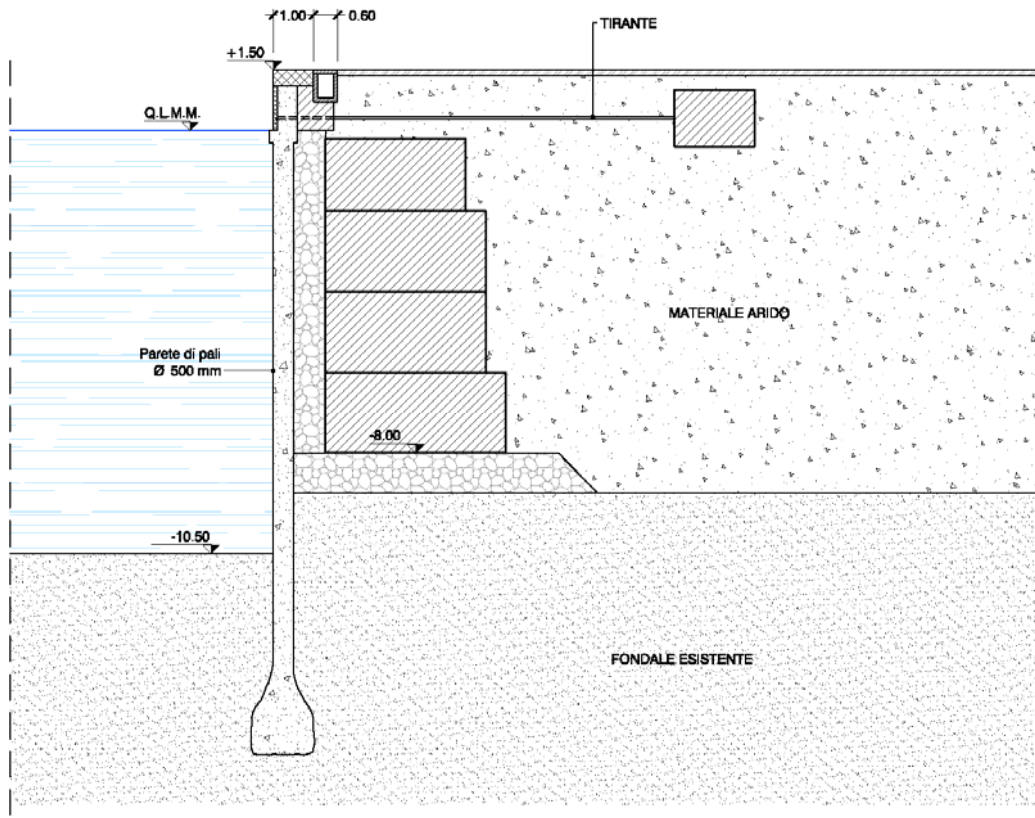 1.00 0.60
TIRANTE
+1.50
Q.L.M.M.
MATERIALE ARIDO
Parete di pali
Ø 500 mm
-8.00
-10.50
FONDALE ESISTENTE